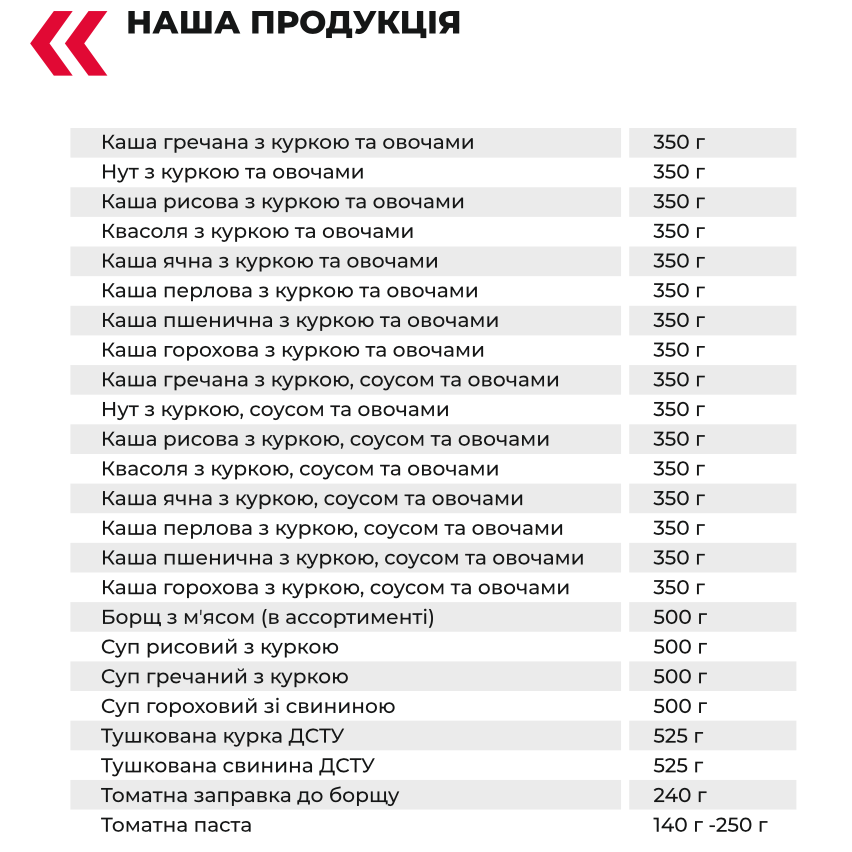 НАША ПРОДУКЦІЯ
Каша гречана з куркою та овочами 350 г
Нут з куркою та овочами 350 г
Каша рисова з куркою та овочами 350 г
Квасоля з куркою та овочами 350 г
Каша ячна з куркою та овочами 350 г
Каша перлова з куркою та овочами 350 г
Каша пшенична з куркою та овочами 350 г
Каша горохова з куркою та овочами 350 г
Каша гречана з куркою, соусом та овочами 350 г
Нут з куркою, соусом та овочами 350 г
Каша рисова з куркою, соусом та овочами 350 г
Квасоля з куркою, соусом та овочами 350 г
Каша ячна з куркою, соусом та овочами 350 г
Каша перлова з куркою, соусом та овочами 350 г
Каша пшенична з куркою, соусом та овочами 350 г
Каша горохова з куркою, соусом та овочами 350 г
Борщ з м'ясом (в ассортименті) 500 г
Суп рисовий з куркою 500 г
Суп гречаний з куркою 500 г
Суп гороховий зі свининою 500 г
Тушкована курка ДСТУ 525 г
Тушкована свинина ДСТУ 525 г
Томатна заправка до борщу 240 г
Томатна паста 140 г -250 г